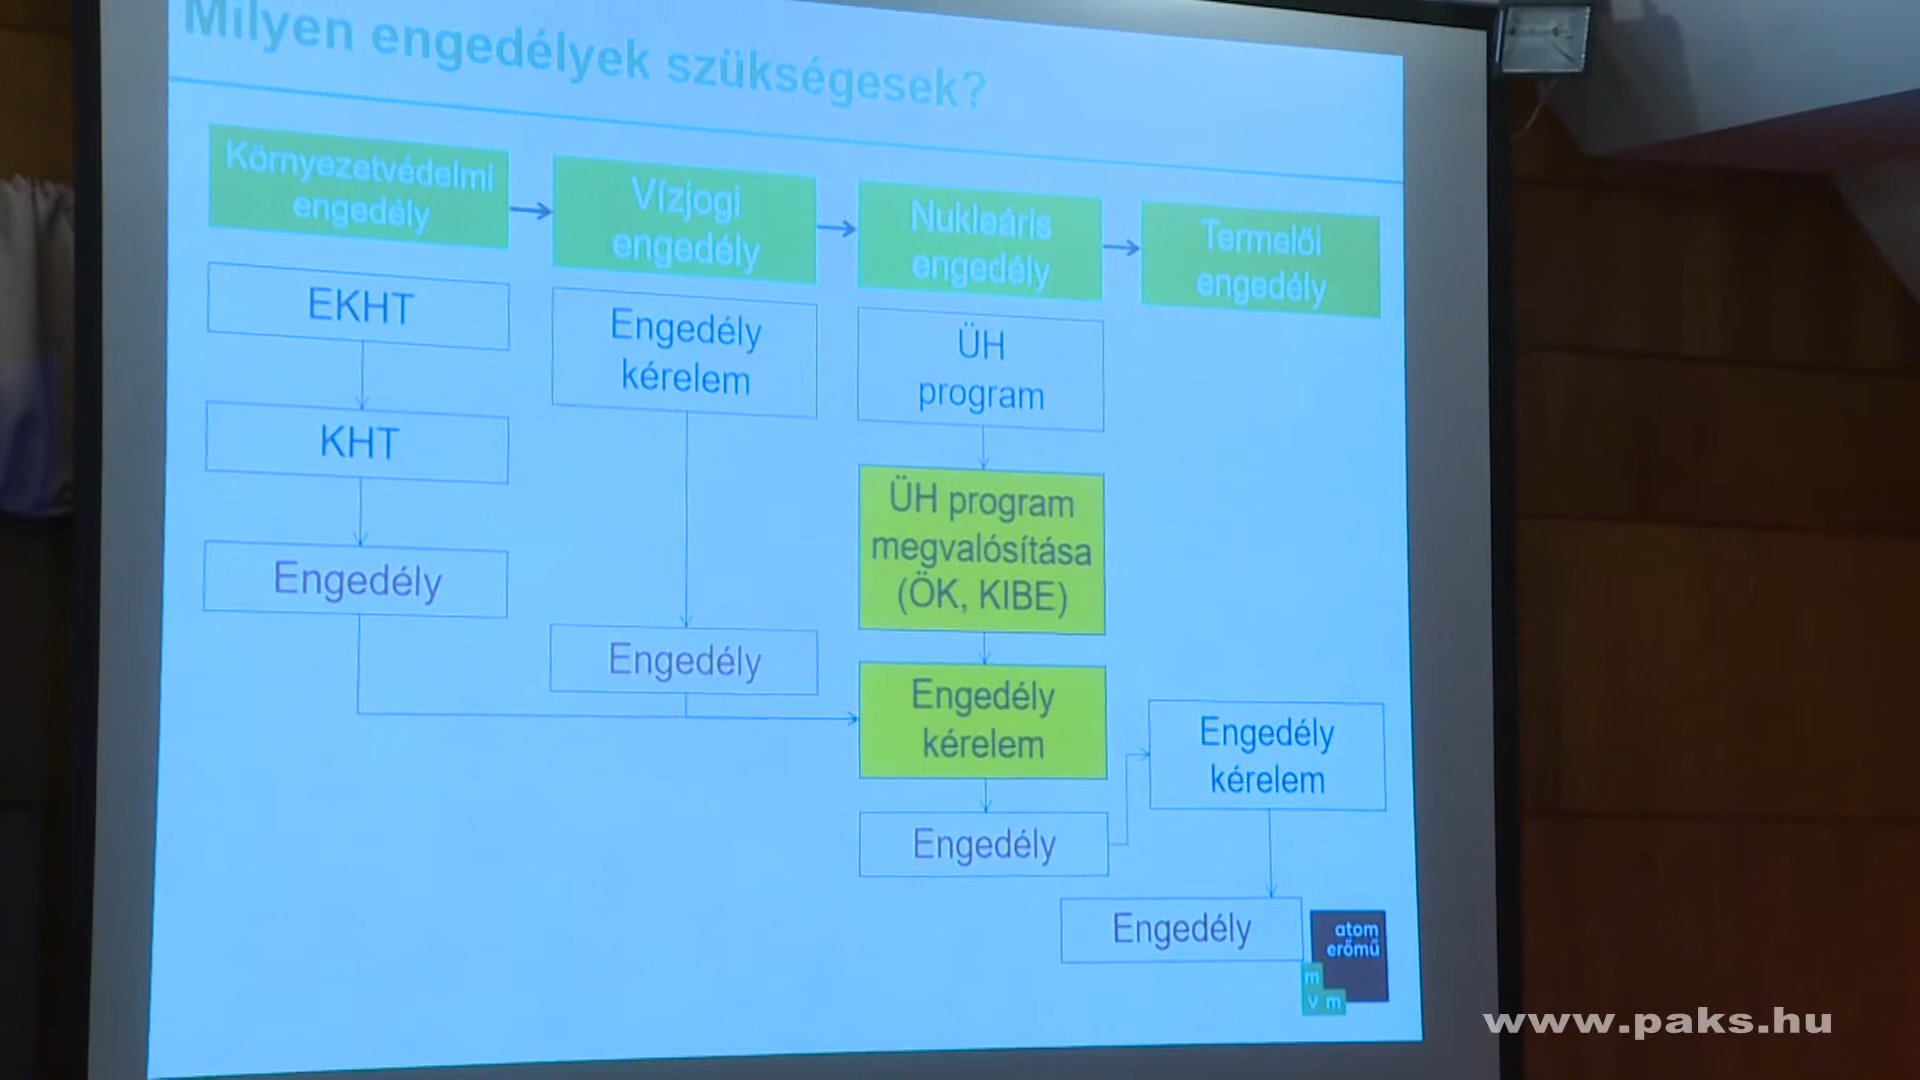 Milyen engedélyek szükségesek?
Környezetvédelmi
engedély
Vízjogi
engedély
Nukleáris
engedély
Termelői
engedély
EKHT
KHT
Engedély
Engedély
kérelem
Engedély
ÜH
program
ÜH program
megvalósítása
(ÖK, KIBE)
Engedély
kérelem
Engedély
Engedély
kérelem
Engedély
atom
erőmű
m
v m
www.paks.hu